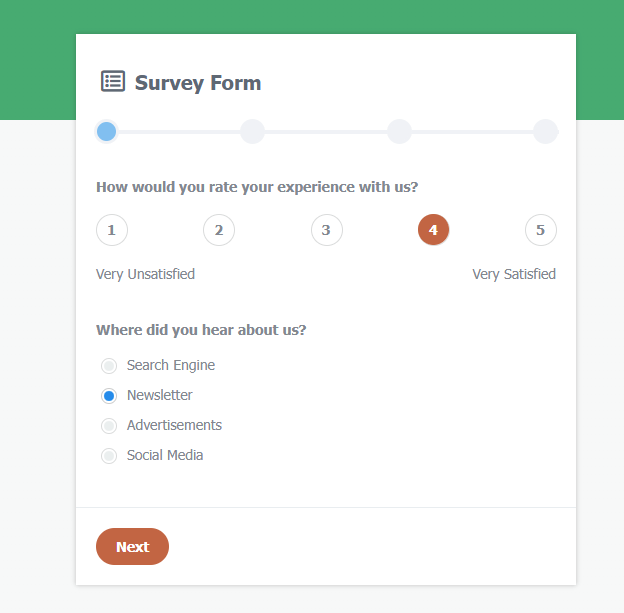 Survey Form
How would you rate your experience with us?
1 2 3 4 5
Very Unsatisfied Very Satisfied
Where did you hear about us?
Search Engine
Newsletter
Advertisements
Social Media
Next